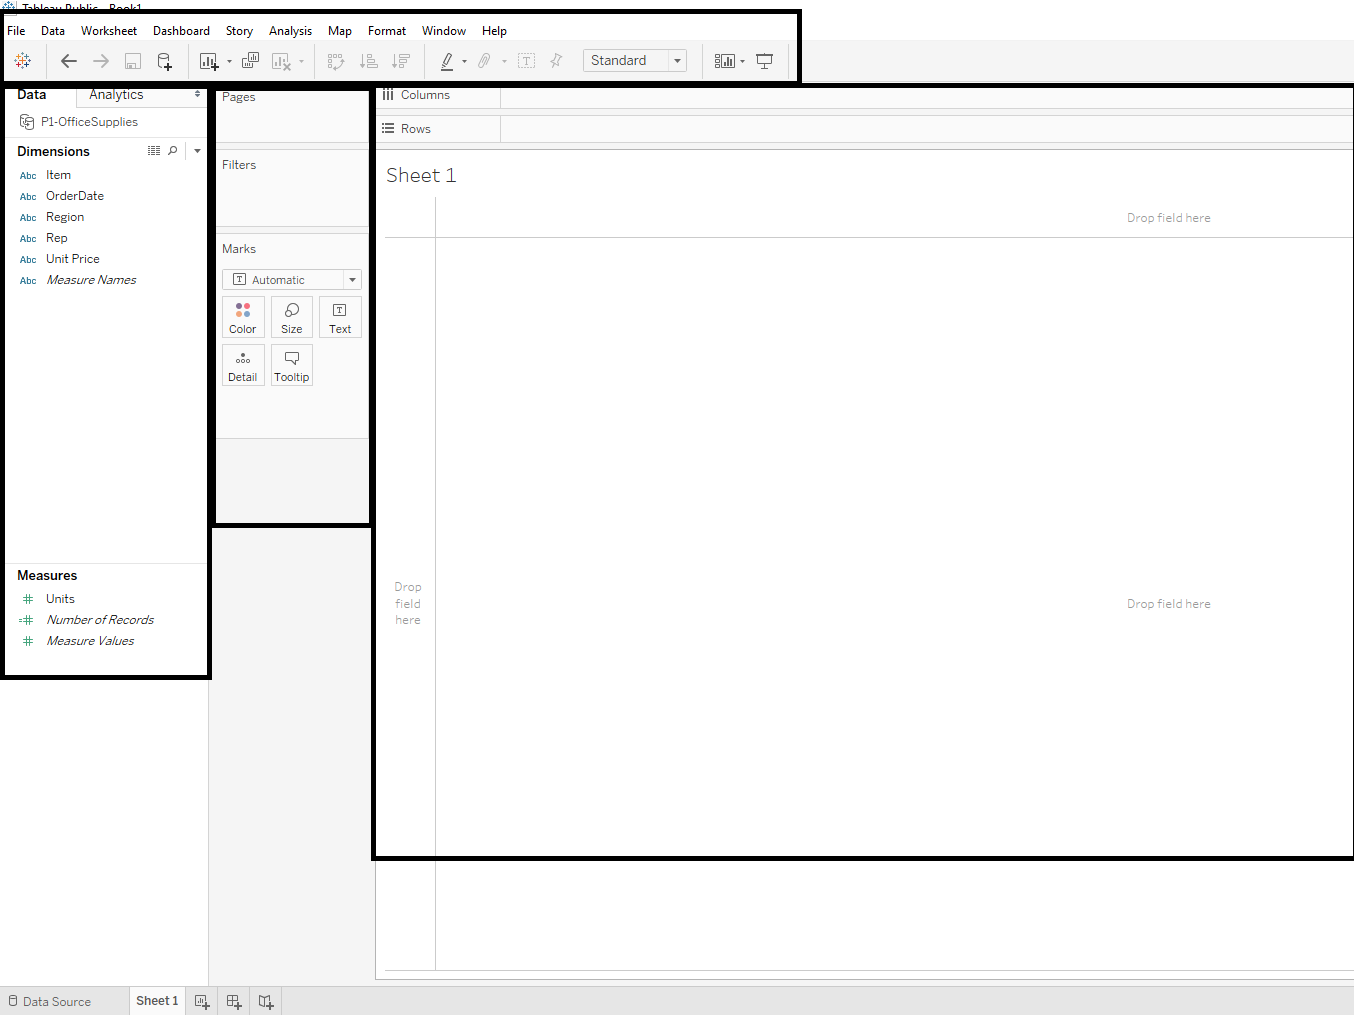 Tableau Public - Book1
File Data Worksheet Dashboard Story Analysis Map Format Window Help
Standard
Data Analytics
P1-OfficeSupplies
Dimensions
Abc Item
Abc OrderDate
Abc Region
Abc Rep
Abc Unit Price
Abc Measure Names
Measures
# Units
=# Number of Records
# Measure Values
Pages
Filters
Marks
T Automatic
Color Size T Text
Detail Tooltip
Columns
Rows
Sheet 1
Drop field here
Drop
field
here
Drop field here
Data Source Sheet 1